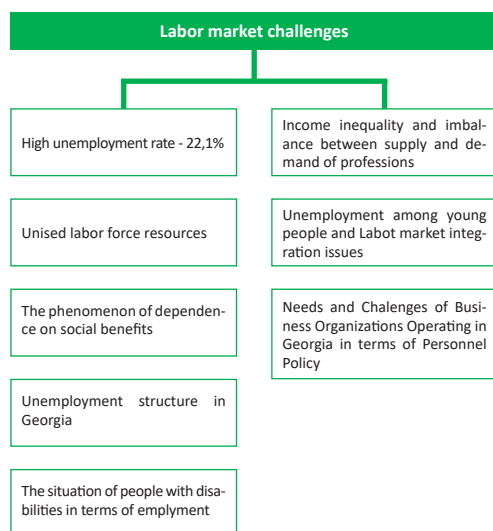 Labor market challenges
High unemployment rate - 22,1%
Unised labor force resources
The phenomenon of dependen-
ce on social benefits
Unemployment structure in
Georgia
The situation of people with disa-
bilities in terms of emplyment
Income inequality and imbal-
ance between supply and de-
mand of professions
Unemployment among young
people and Labot market integ-
ration issues
Needs and Chalenges of Busi-
ness Organizations Operating in
Georgia in terms of Personnel
Policy